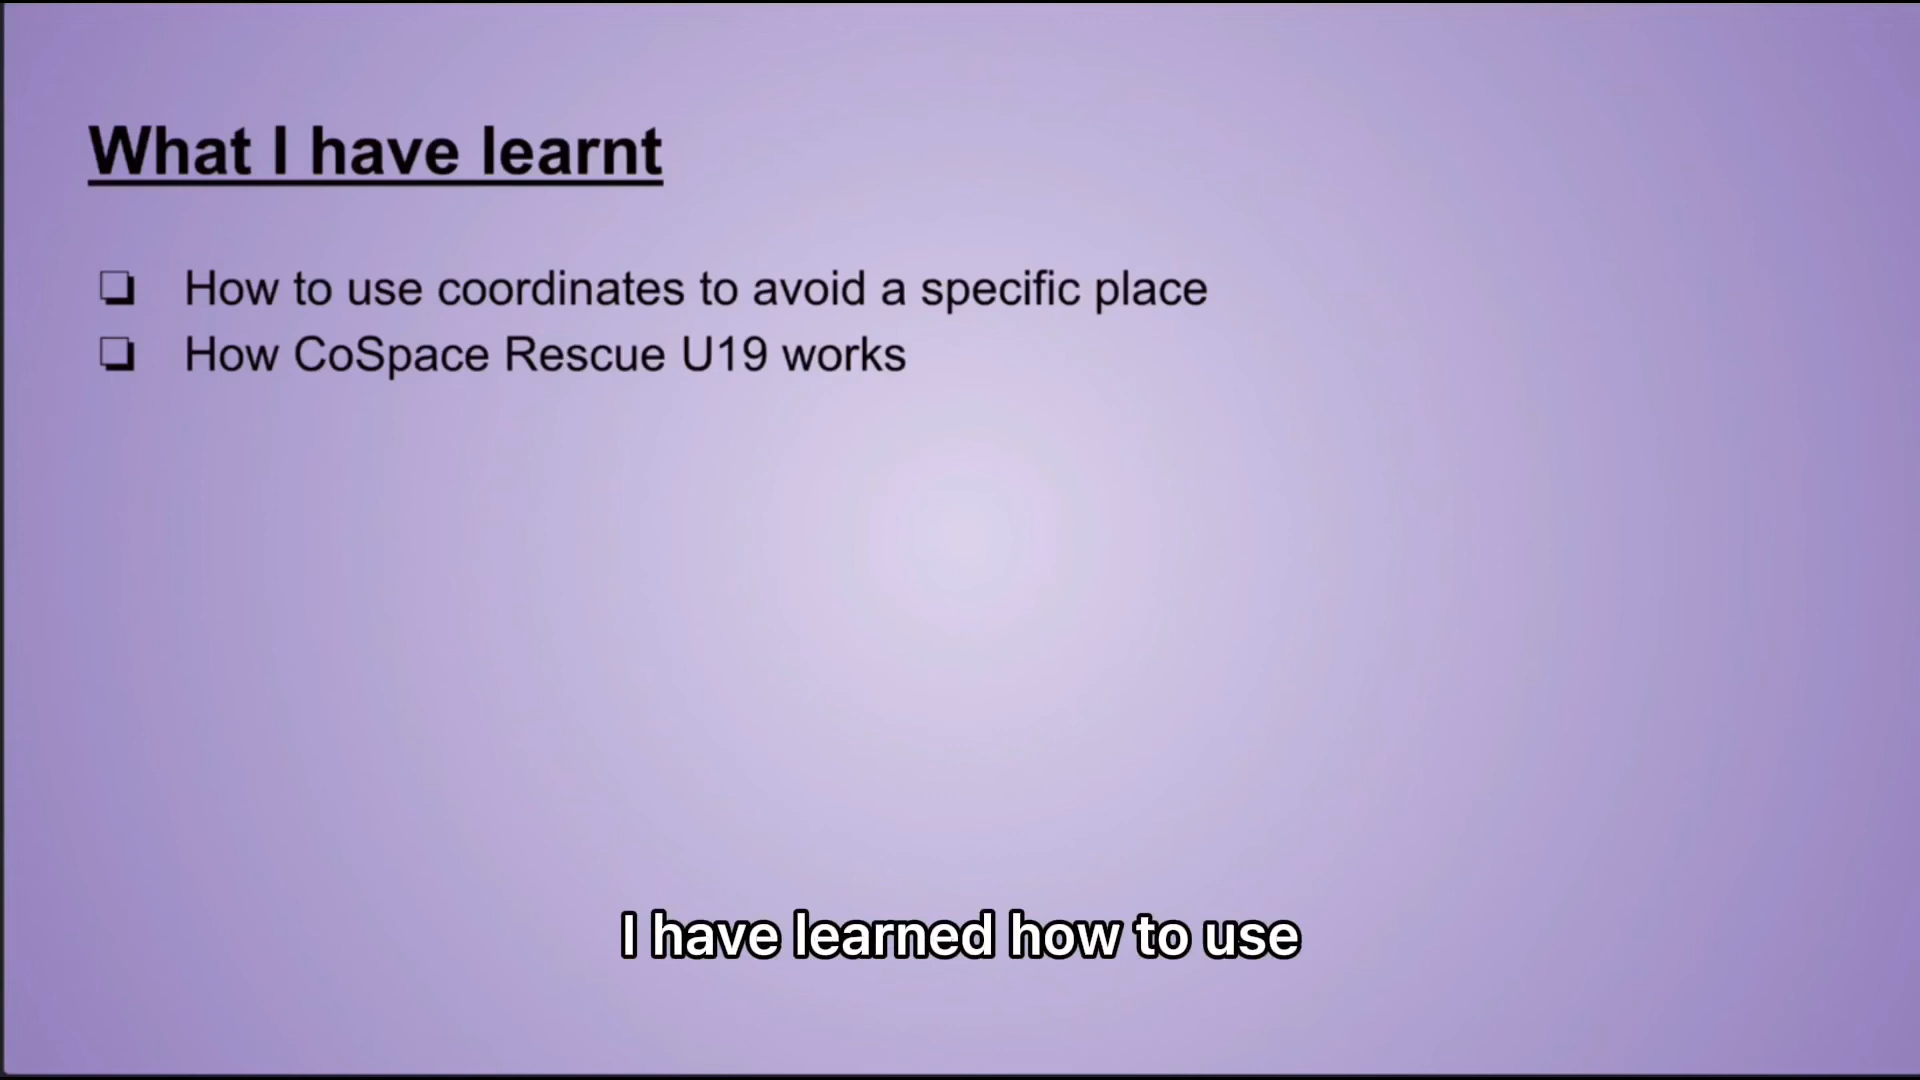 What I have learnt
How to use coordinates to avoid a specific place
How CoSpace Rescue U19 works
I have learned how to use